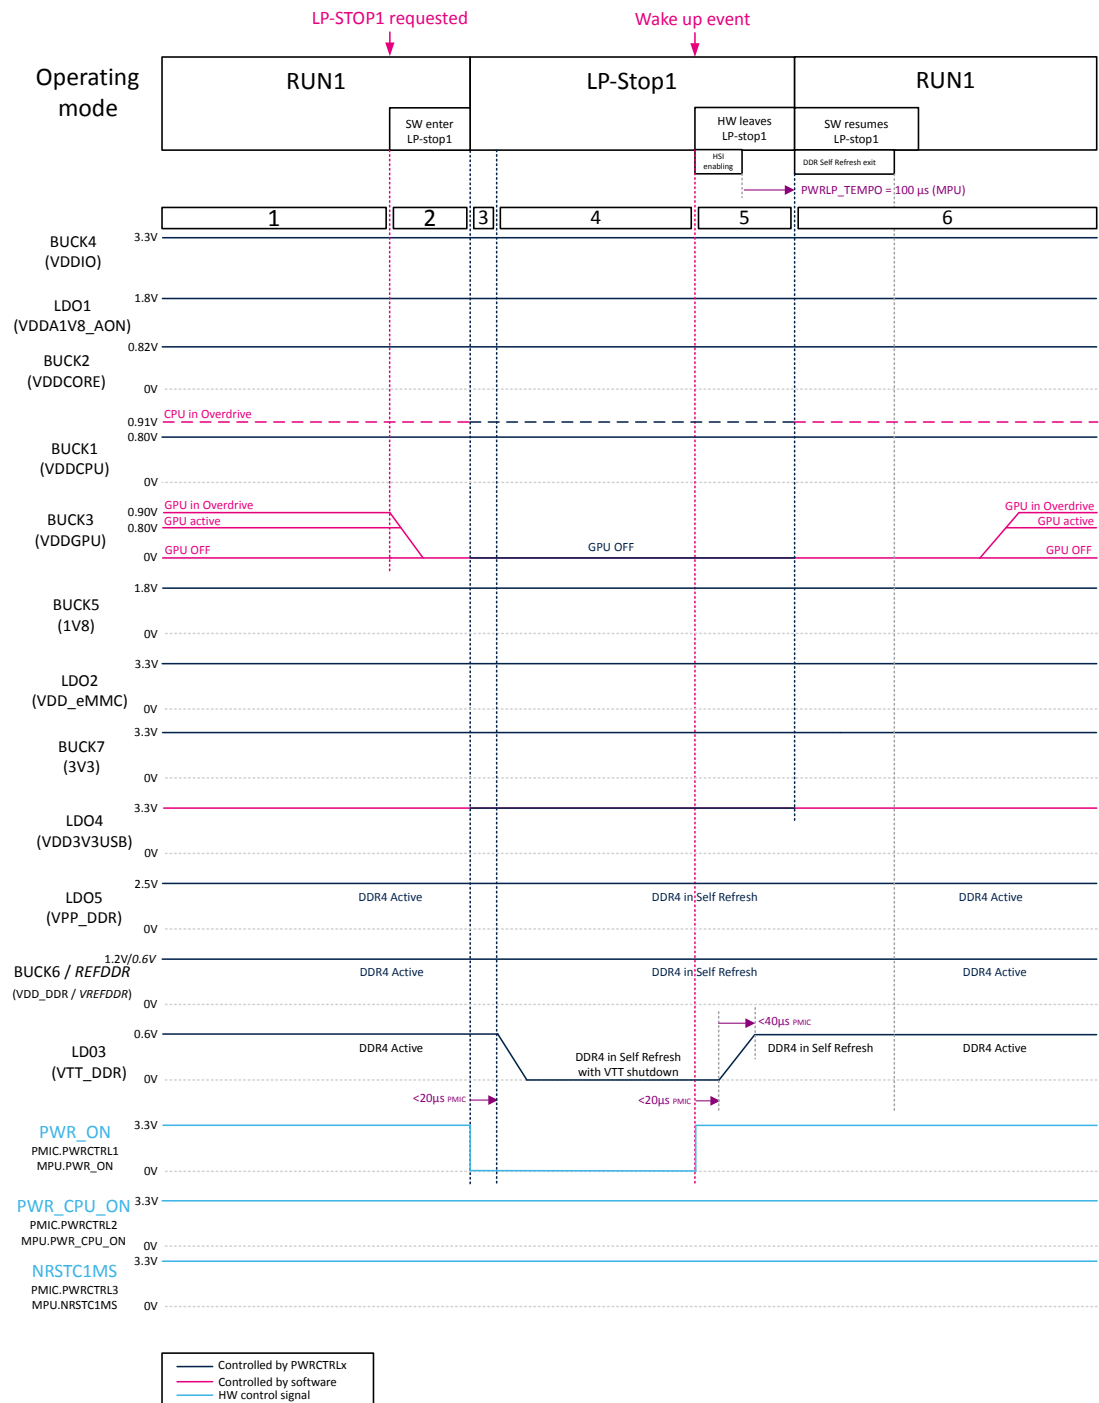 LP-STOP1 requested
Wake up event
Operating
mode
RUN1
LP-Stop1
RUN1
SW enter
LP-stop1
HW leaves
LP-stop1
SW resumes
LP-stop1
HSI
enabling
DDR Self Refresh exit
PWRLP_TEMPO = 100 µs (MPU)
1
2
3
4
5
6
BUCK4
(VDDIO)
3.3V
LDO1
(VDDA1V8_AON)
1.8V
BUCK2
(VDDCORE)
0.82V
0V
CPU in Overdrive
0.91V
0.80V
BUCK1
(VDDCPU)
0V
BUCK3
(VDDGPU)
0.90V
0.80V
0V
GPU in Overdrive
GPU active
GPU OFF
GPU OFF
GPU in Overdrive
GPU active
GPU OFF
BUCK5
(1V8)
1.8V
0V
LDO2
(VDD_eMMC)
3.3V
0V
BUCK7
(3V3)
3.3V
0V
LDO4
(VDD3V3USB)
3.3V
0V
LDO5
(VPP_DDR)
2.5V
0V
DDR4 Active
DDR4 in Self Refresh
DDR4 Active
BUCK6 / REFDDR
(VDD_DDR / VREFDDR)
1.2V/0.6V
0V
DDR4 Active
DDR4 in Self Refresh
DDR4 Active
<40µs PMIC
LD03
(VTT_DDR)
0.6V
0V
DDR4 Active
DDR4 in Self Refresh
with VTT shutdown
DDR4 in Self Refresh
DDR4 Active
<20µs PMIC
<20µs PMIC
PWR_ON
PMIC.PWRCTRL1
MPU.PWR_ON
3.3V
0V
PWR_CPU_ON
PMIC.PWRCTRL2
MPU.PWR_CPU_ON
3.3V
0V
NRSTC1MS
PMIC.PWRCTRL3
MPU.NRSTC1MS
3.3V
0V
Controlled by PWRCTRLx
Controlled by software
HW control signal